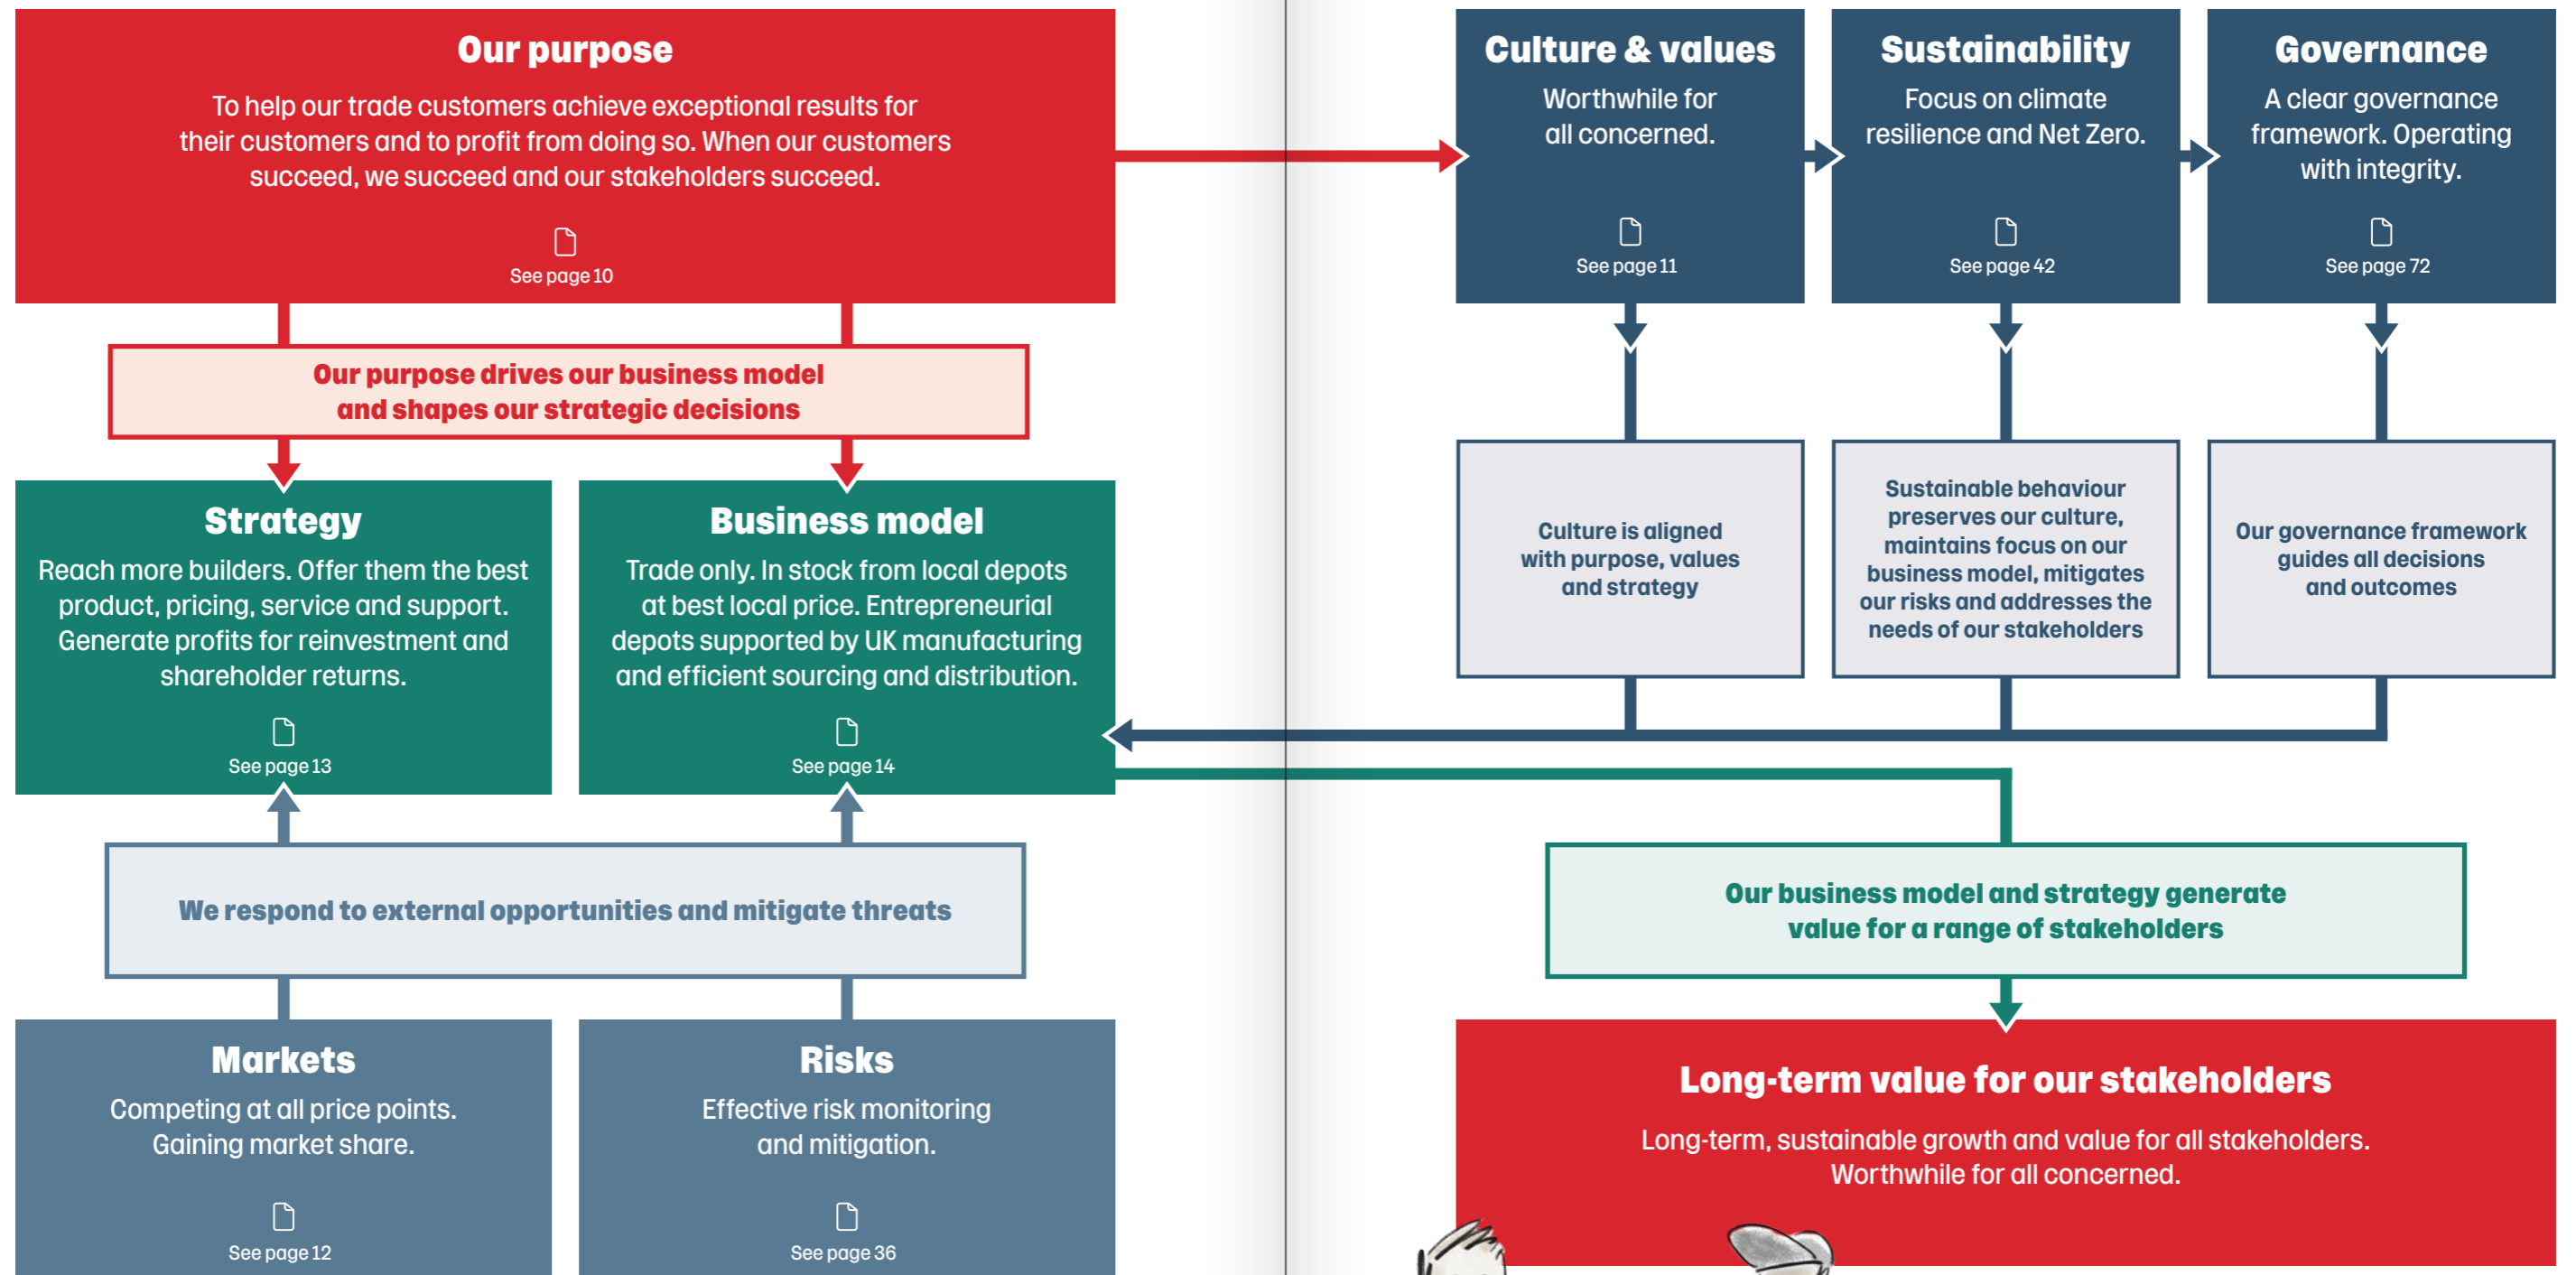 Our purpose
To help our trade customers achieve exceptional results for
their customers and to profit from doing so. When our customers
succeed, we succeed and our stakeholders succeed.
See page 10
Our purpose drives our business model
and shapes our strategic decisions
Strategy
Reach more builders. Offer them the best
product, pricing, service and support.
Generate profits for reinvestment and
shareholder returns.
See page 13
Business model
Trade only. In stock from local depots
at best local price. Entrepreneurial
depots supported by UK manufacturing
and efficient sourcing and distribution.
See page 14
We respond to external opportunities and mitigate threats
Markets
Competing at all price points.
Gaining market share.
See page 12
Risks
Effective risk monitoring
and mitigation.
See page 36
Culture & values
Worthwhile for
all concerned.
See page 11
Sustainability
Focus on climate
resilience and Net Zero.
See page 42
Governance
A clear governance
framework. Operating
with integrity.
See page 72
Culture is aligned
with purpose, values
and strategy
Sustainable behaviour
preserves our culture,
maintains focus on our
business model, mitigates
our risks and addresses the
needs of our stakeholders
Our governance framework
guides all decisions
and outcomes
Our business model and strategy generate
value for a range of stakeholders
Long-term value for our stakeholders
Long-term, sustainable growth and value for all stakeholders.
Worthwhile for all concerned.